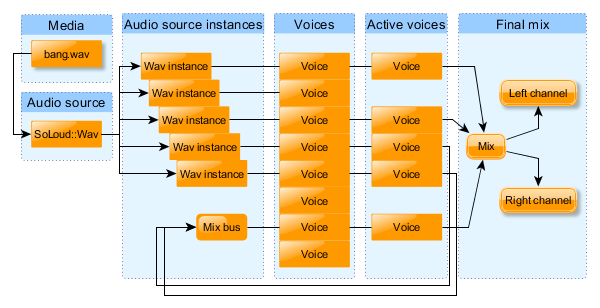 Media
bang.wav
Audio source
SoLoud::Wav
Audio source instances
Wav instance
Wav instance
Wav instance
Wav instance
Wav instance
Mix bus
Voices
Voice
Voice
Voice
Voice
Voice
Voice
Voice
Voice
Active voices
Voice
Voice
Voice
Voice
Voice
Final mix
Left channel
Mix
Right channel